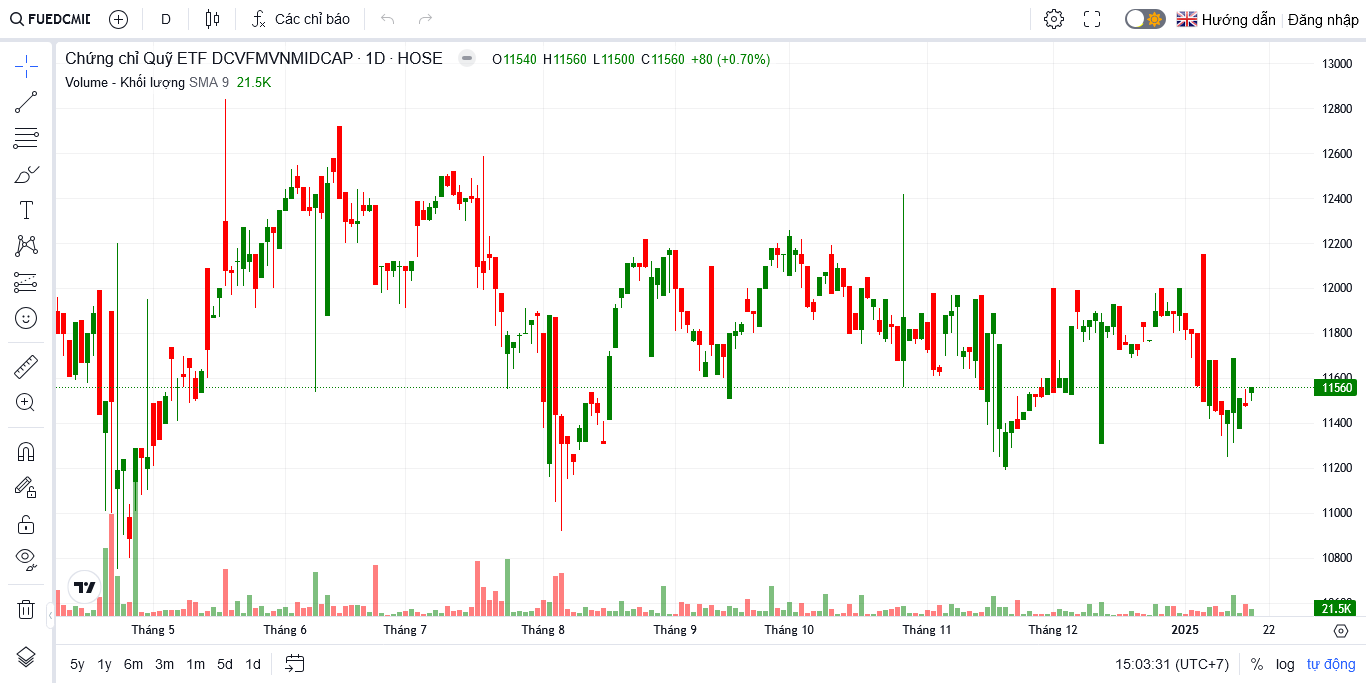 FUEDCMID D Các chỉ báo Hướng dẫn Đăng nhập
Chứng chỉ Quỹ ETF DCVFMVNMIDCAP · 1D · HOSE O11540 H11560 L11500 C11560 +80 (+0.70%)
Volume - Khối lượng SMA 9 21.5K
13000
12800
12600
12400
12200
12000
11800
11600
11560
11400
11200
11000
10800
21.5K
Tháng 5 Tháng 6 Tháng 7 Tháng 8 Tháng 9 Tháng 10 Tháng 11 Tháng 12 2025 22
5y 1y 6m 3m 1m 5d 1d 15:03:31 (UTC+7) % log tự động